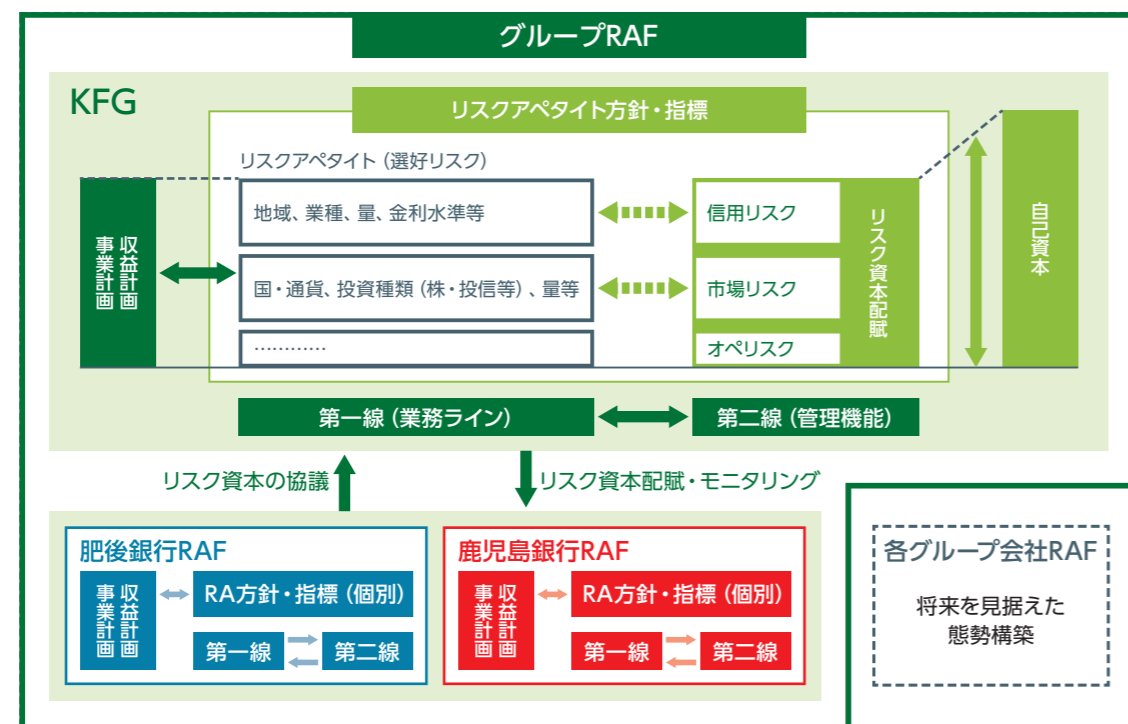 グループRAF
KFG
リスクアペタイト方針・指標
リスクアペタイト（選好リスク）
収益計画
事業計画
地域、業種、量、金利水準等
国・通貨、投資種類（株・投信等）、量等
…………
信用リスク
市場リスク
オペリスク
リスク資本配賦
自己資本
第一線（業務ライン）
第二線（管理機能）
リスク資本の協議
リスク資本配賦・モニタリング
肥後銀行RAF
収益計画
事業計画
RA方針・指標（個別）
第一線
第二線
鹿児島銀行RAF
収益計画
事業計画
RA方針・指標（個別）
第一線
第二線
各グループ会社RAF
将来を見据えた
態勢構築